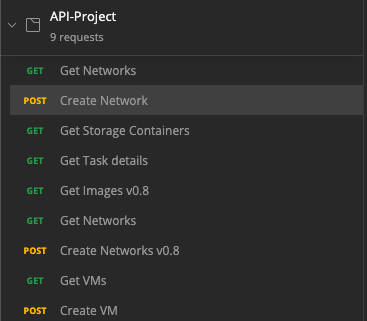 API-Project
9 requests
GET Get Networks
POST Create Network
GET Get Storage Containers
GET Get Task details
GET Get Images v0.8
GET Get Networks
POST Create Networks v0.8
GET Get VMs
POST Create VM